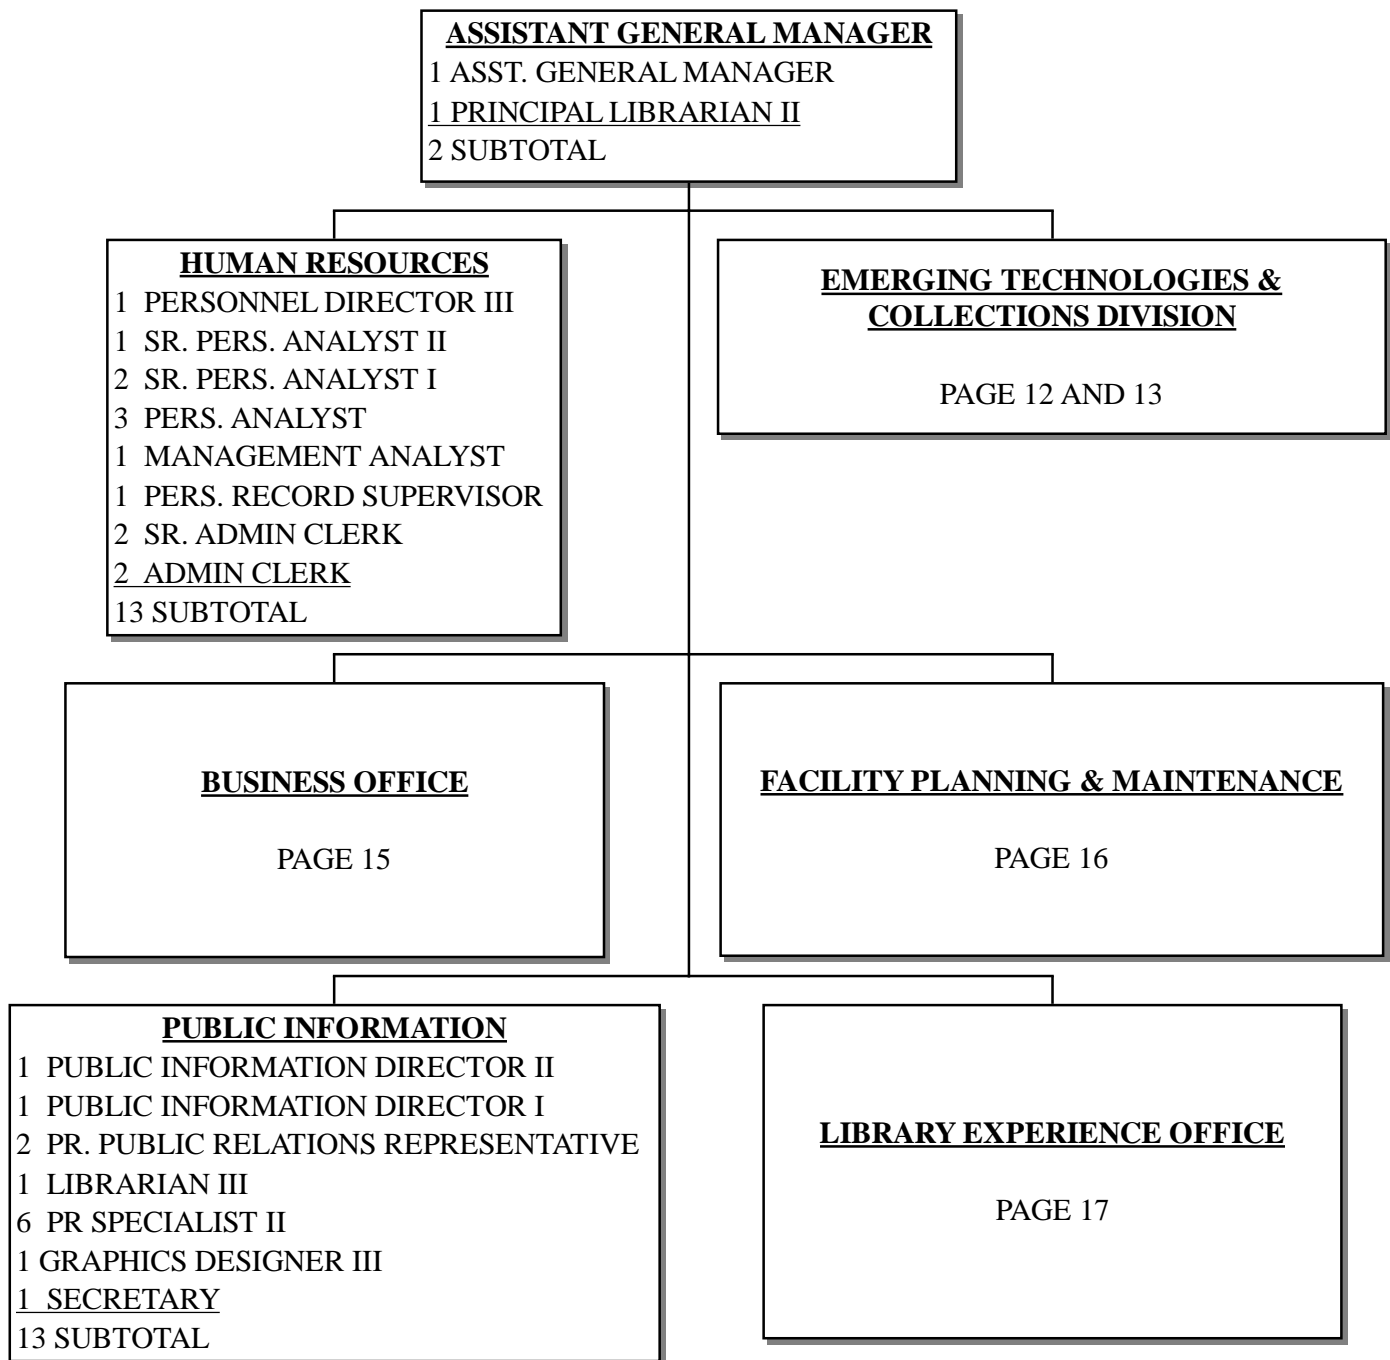 ASSISTANT GENERAL MANAGER
1 ASST. GENERAL MANAGER
1 PRINCIPAL LIBRARIAN II
2 SUBTOTAL
HUMAN RESOURCES
1 PERSONNEL DIRECTOR III
1 SR. PERS. ANALYST II
2 SR. PERS. ANALYST I
3 PERS. ANALYST
1 MANAGEMENT ANALYST
1 PERS. RECORD SUPERVISOR
2 SR. ADMIN CLERK
2 ADMIN CLERK
13 SUBTOTAL
EMERGING TECHNOLOGIES &
COLLECTIONS DIVISION
PAGE 12 AND 13
BUSINESS OFFICE
PAGE 15
FACILITY PLANNING & MAINTENANCE
PAGE 16
PUBLIC INFORMATION
1 PUBLIC INFORMATION DIRECTOR II
1 PUBLIC INFORMATION DIRECTOR I
2 PR. PUBLIC RELATIONS REPRESENTATIVE
1 LIBRARIAN III
6 PR SPECIALIST II
1 GRAPHICS DESIGNER III
1 SECRETARY
13 SUBTOTAL
LIBRARY EXPERIENCE OFFICE
PAGE 17